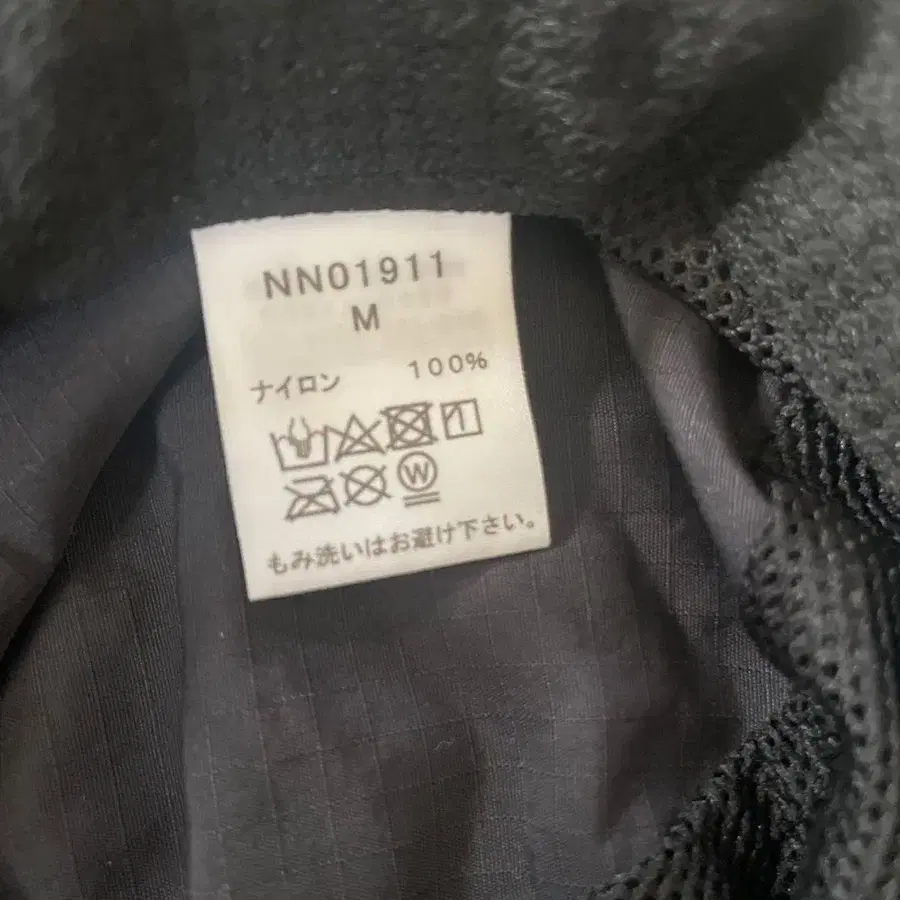 NN01911
M
ナイロン 100%
W
もみ洗いはお避け下さい。